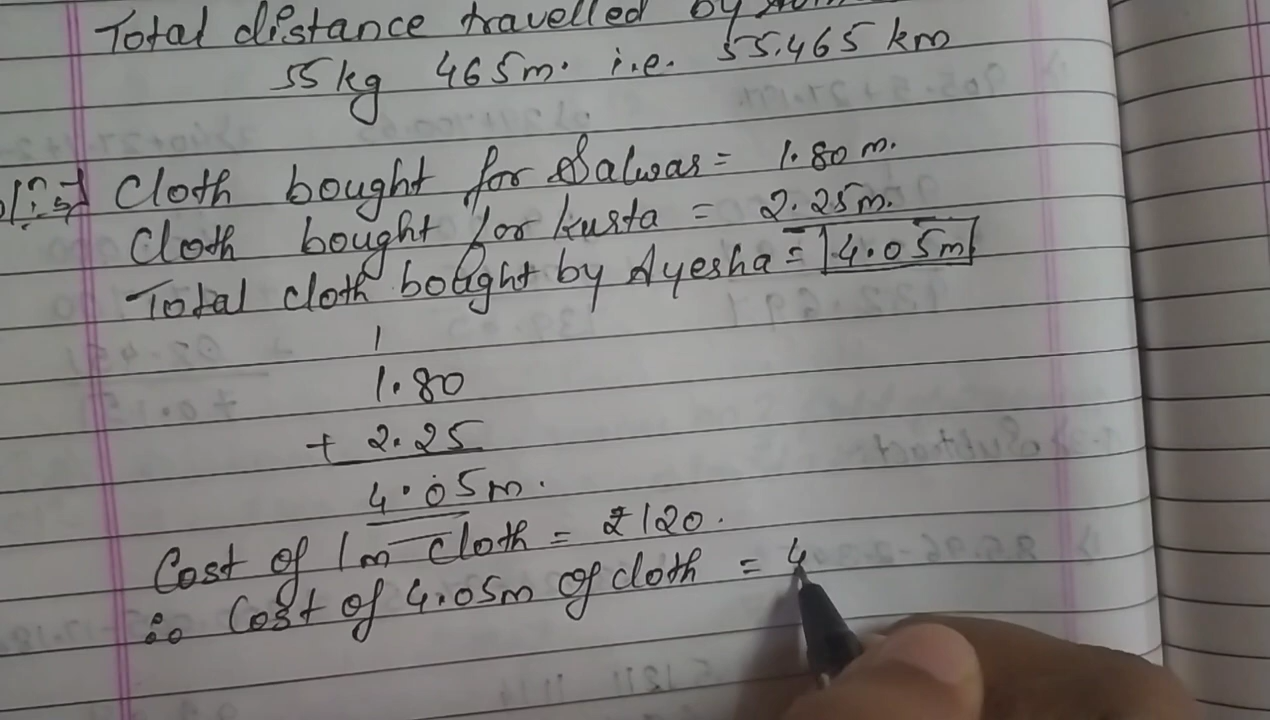 Total distance travelled by
55kg 465m. i.e. 55.465 km
Cloth bought for Salwar = 1.80 m.
Cloth bought for kurta = 2.25m.
Total cloth bought by Ayesha = 4.05m
1
1.80
+ 2.25
4.05m.
Cost of 1m cloth = ₹120.
∴ Cost of 4.05m of cloth = 4